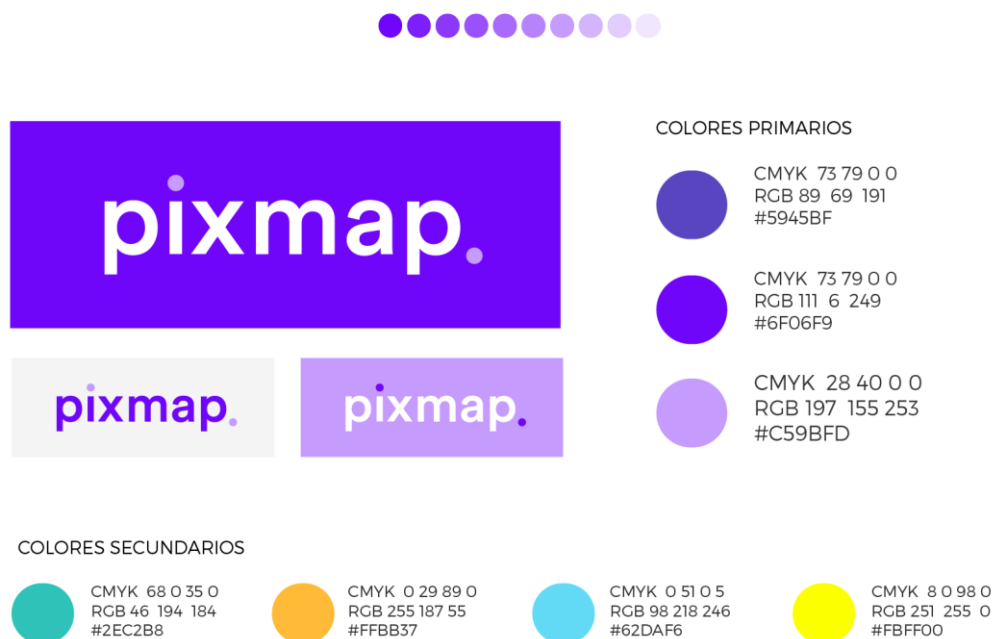 pixmap.
pixmap.
pixmap.
COLORES PRIMARIOS
CMYK 73 79 0 0
RGB 89 69 191
#5945BF
CMYK 73 79 0 0
RGB 111 6 249
#6F06F9
CMYK 28 40 0 0
RGB 197 155 253
#C59BFD
COLORES SECUNDARIOS
CMYK 68 0 35 0
RGB 46 194 184
#2EC2B8
CMYK 0 29 89 0
RGB 255 187 55
#FFBB37
CMYK 0 51 0 5
RGB 98 218 246
#62DAF6
CMYK 8 0 98 0
RGB 251 255 0
#FBFF00